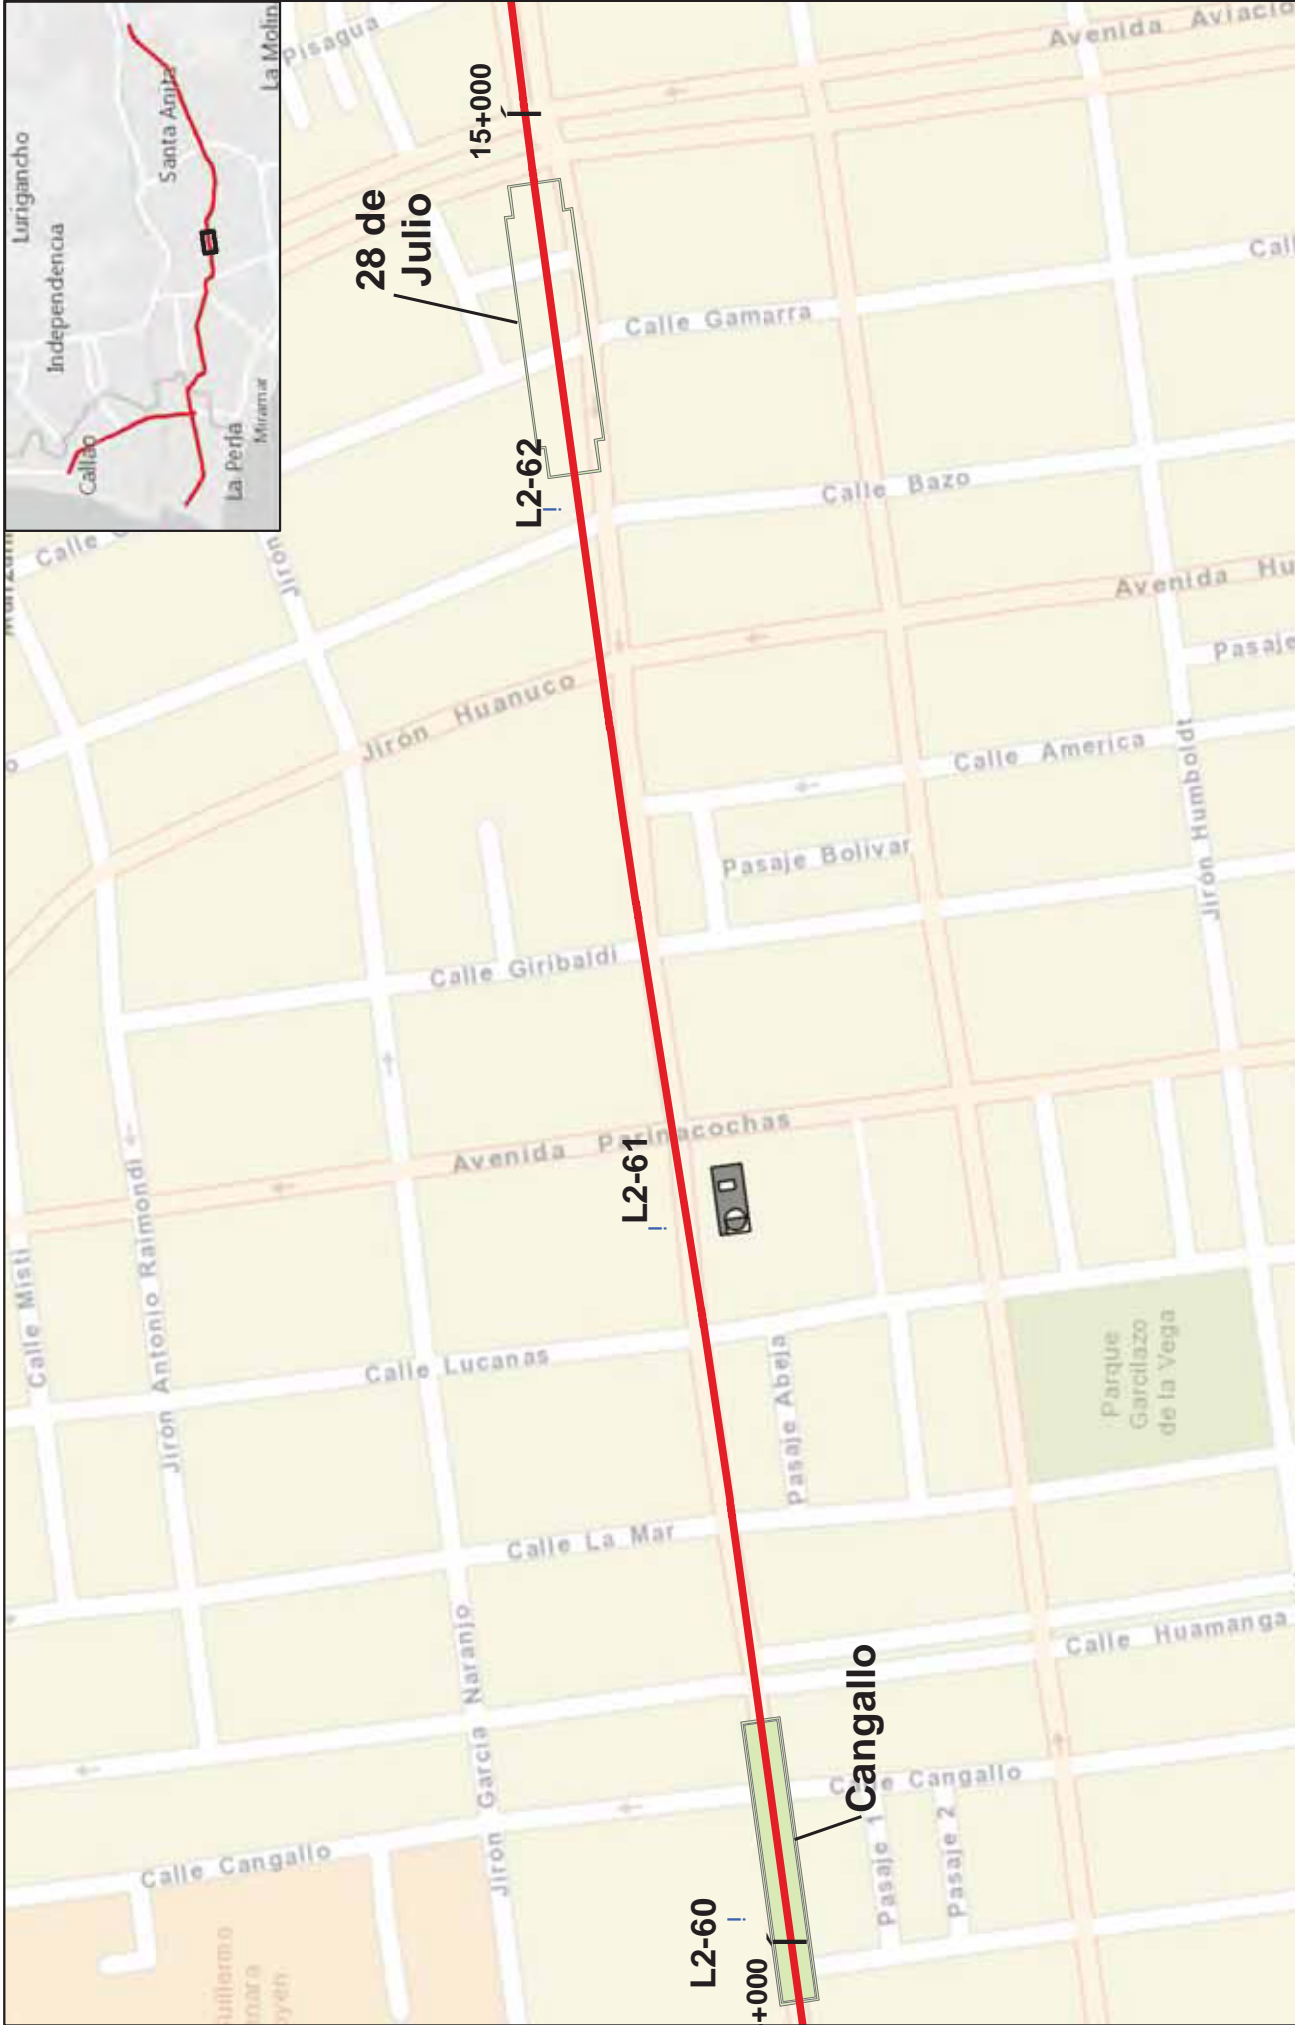 Lurigancho
Independencia
Santa Anita
La Molin
Callao
La Perla
Miramar
Pisagua
Avenida Aviacio
15+000
28 de
Julio
Calle Gamarra
Call
L2-62
Calle Bazo
Avenida Hu
Pasaje
Jirón
Jirón Huanuco
Calle America
Jirón Humboldt
Pasaje Bolivar
Calle Giribaldi
Avenida Parinacochas
L2-61
Calle Misti
Jirón Antonio Raimondi
Calle Lucanas
Pasaje Abeja
Parque
Garcilazo
de la Vega
Calle La Mar
Jirón García Naranjo
Calle Huamanga
Cangallo
Calle Cangallo
Calle Cangallo
Pasaje 1
Pasaje 2
L2-60
+000